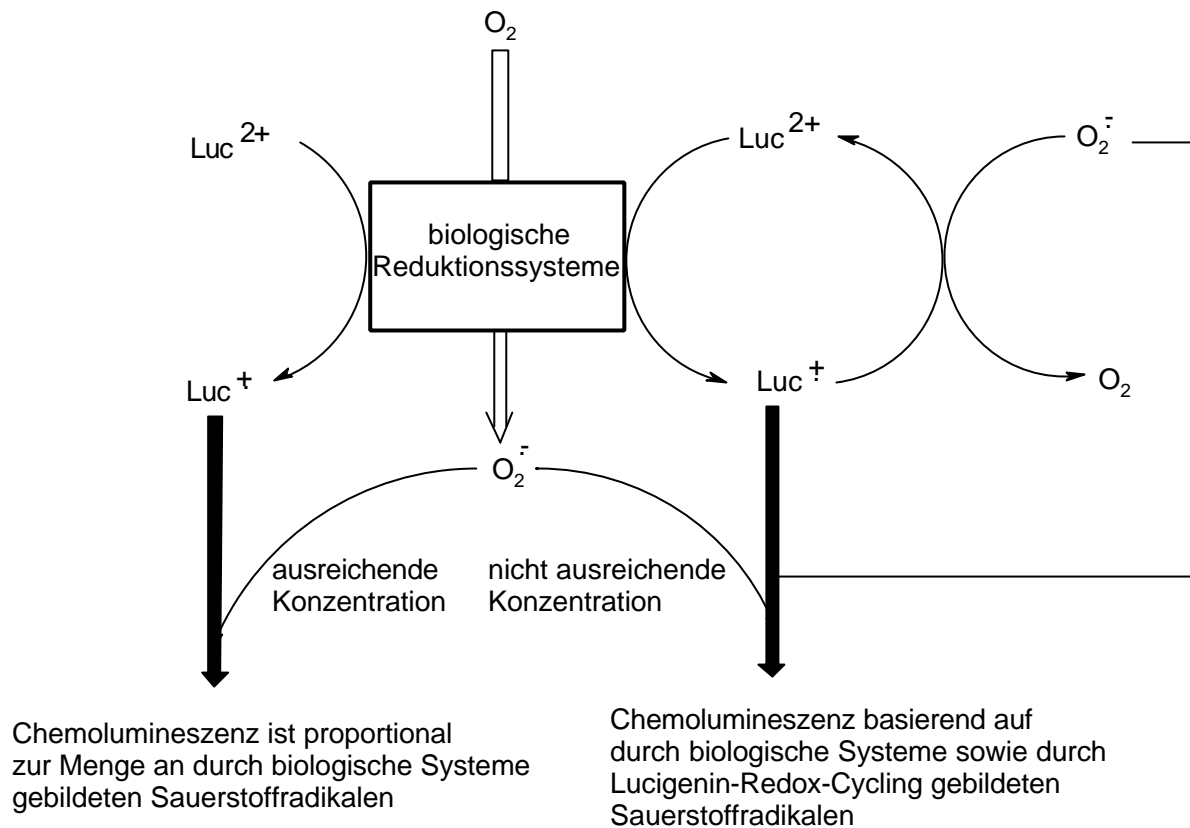 O₂
Luc²⁺
Luc²⁺
O₂·⁻
biologische
Reduktionssysteme
Luc·⁺
Luc·⁺
O₂
O₂·⁻
ausreichende
Konzentration
nicht ausreichende
Konzentration
Chemolumineszenz ist proportional
zur Menge an durch biologische Systeme
gebildeten Sauerstoffradikalen
Chemolumineszenz basierend auf
durch biologische Systeme sowie durch
Lucigenin-Redox-Cycling gebildeten
Sauerstoffradikalen